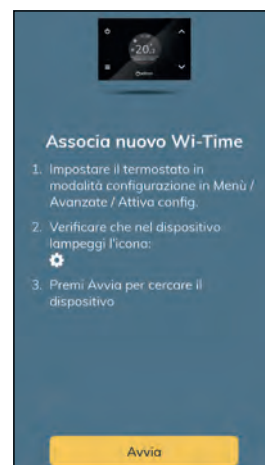 +20.
Associa nuovo Wi-Time
1. Impostare il termostato in
modalità configurazione in Menù /
Avanzate / Attiva config.
2. Verificare che nel dispositivo
lampeggi l'icona:
3. Premi Avvia per cercare il
dispositivo
Avvia